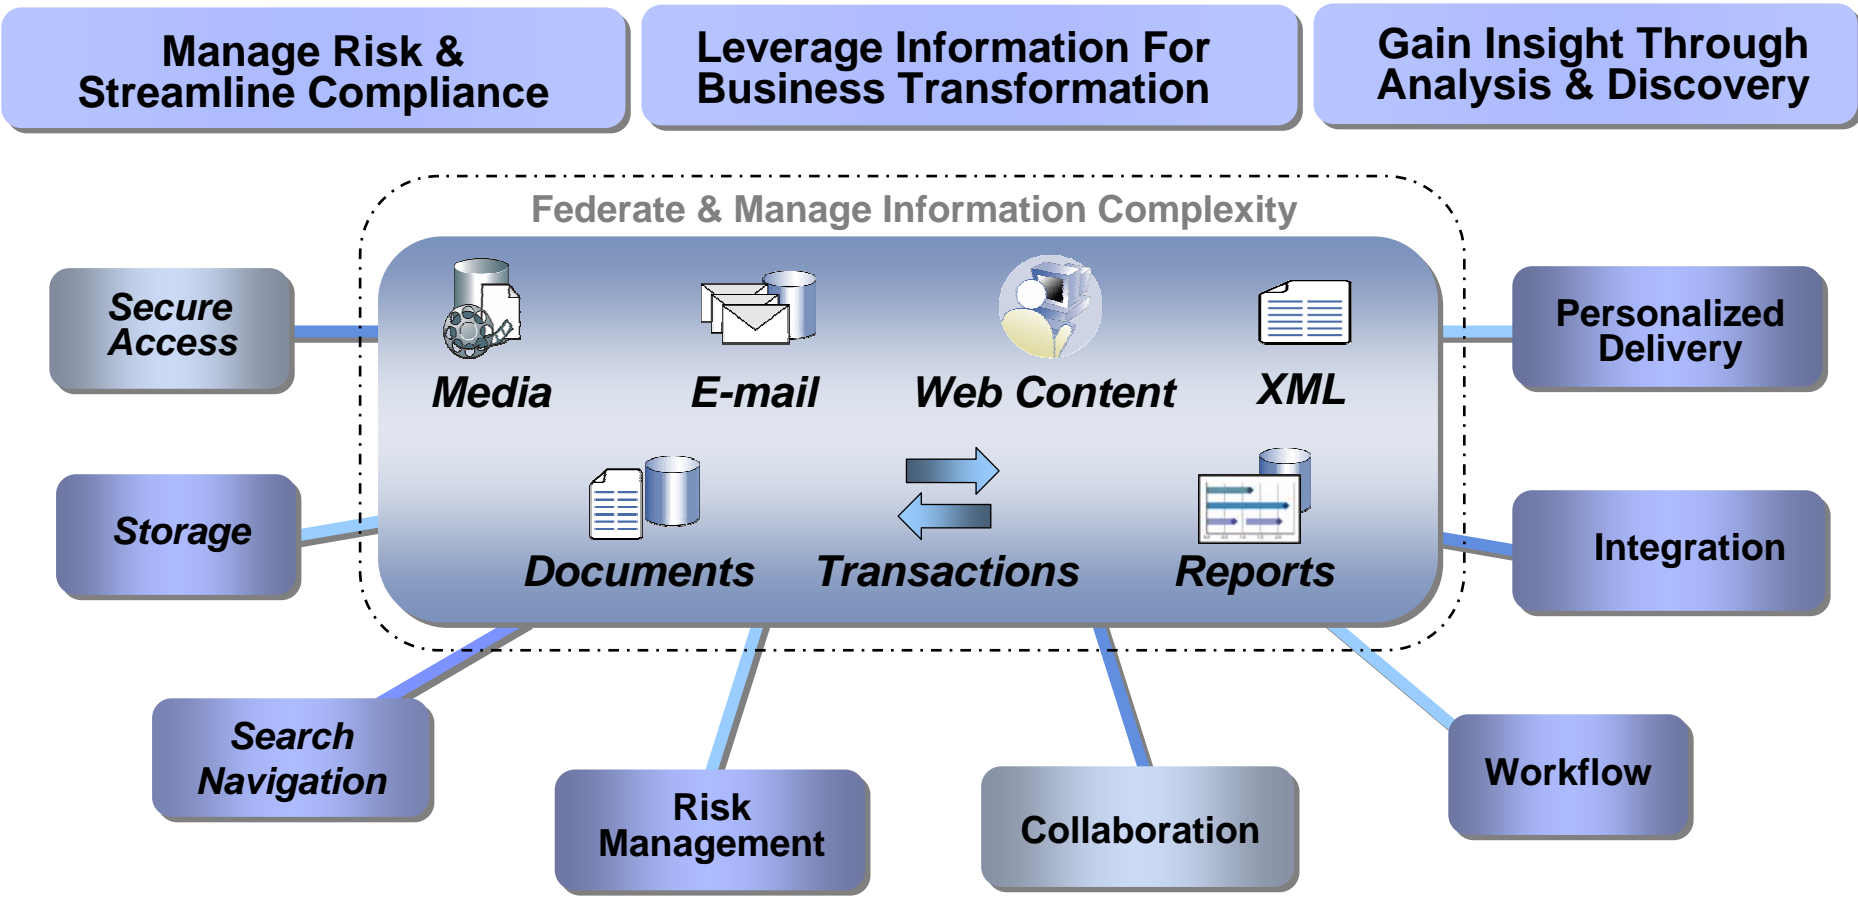 Manage Risk &
Streamline Compliance
Leverage Information For
Business Transformation
Gain Insight Through
Analysis & Discovery
Federate & Manage Information Complexity
Secure
Access
Media
E-mail
Web Content
XML
Personalized
Delivery
Storage
Documents
Transactions
Reports
Integration
Search
Navigation
Risk
Management
Collaboration
Workflow